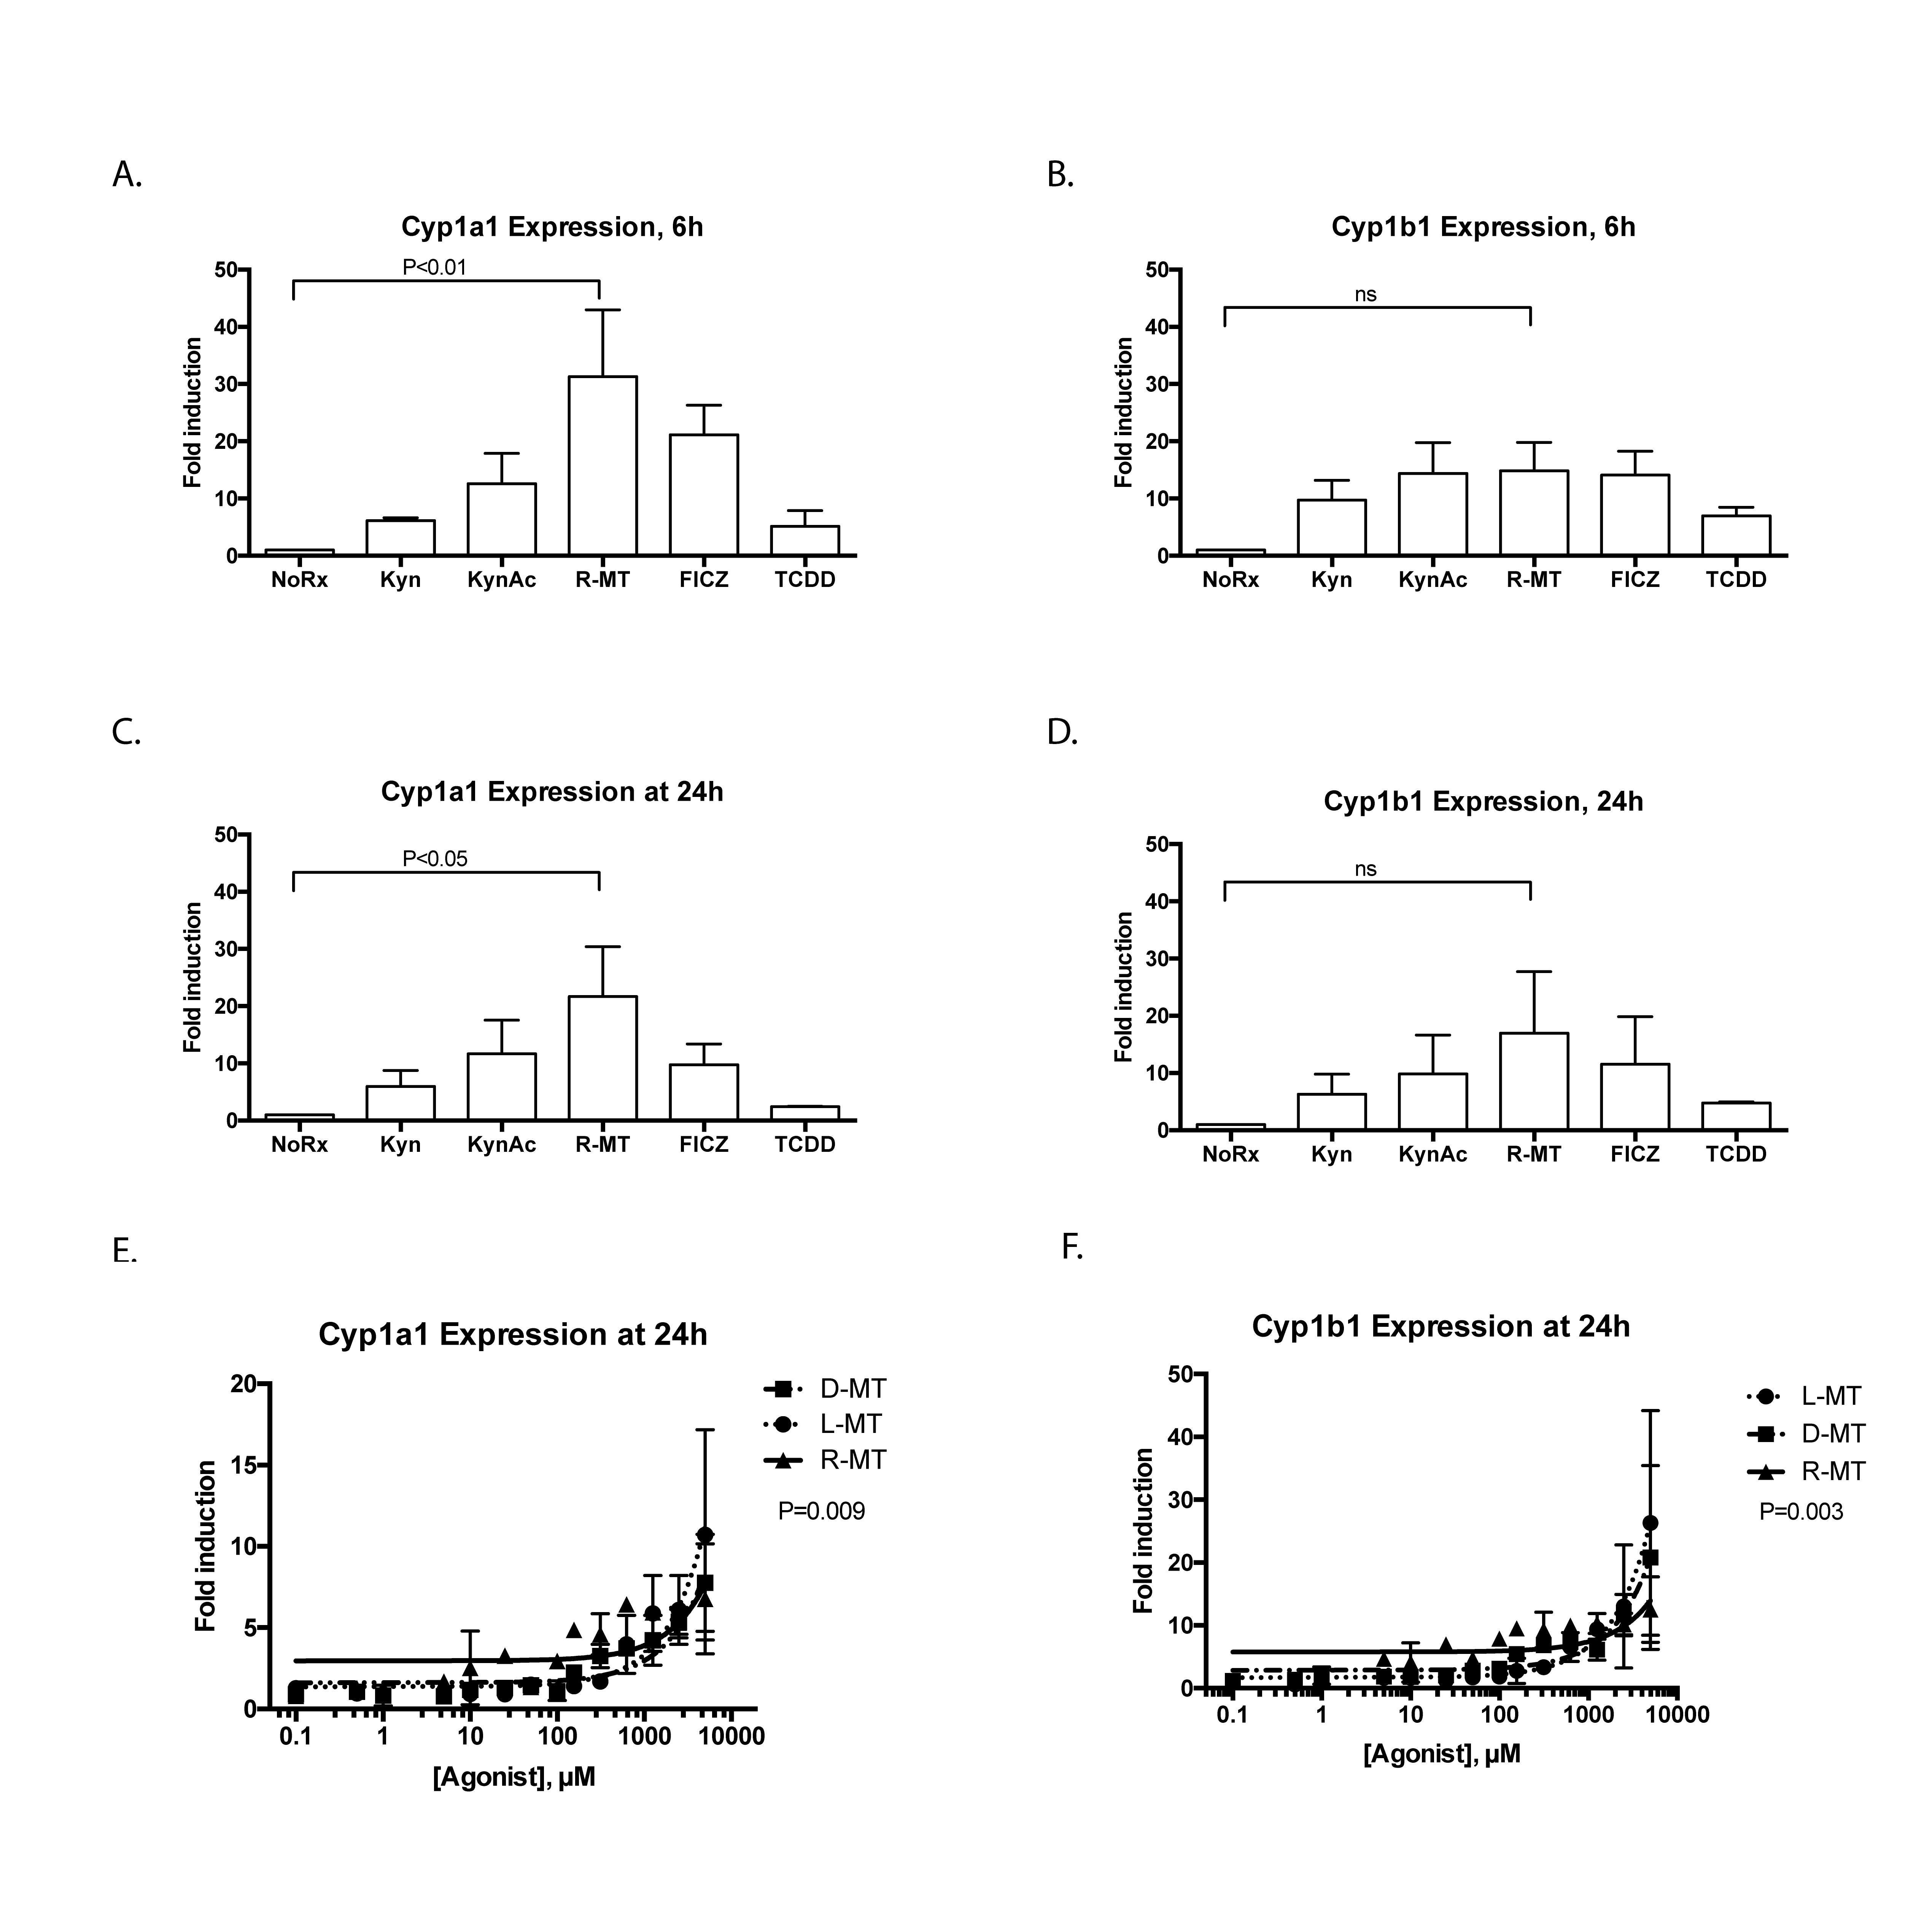 A.
Cyp1a1 Expression, 6h
P<0.01
50
40
30
20
10
0
Fold induction
NoRx Kyn KynAc R-MT FICZ TCDD
B.
Cyp1b1 Expression, 6h
ns
50
40
30
20
10
0
Fold induction
NoRx Kyn KynAc R-MT FICZ TCDD
C.
Cyp1a1 Expression at 24h
P<0.05
50
40
30
20
10
0
Fold induction
NoRx Kyn KynAc R-MT FICZ TCDD
D.
Cyp1b1 Expression, 24h
ns
50
40
30
20
10
0
Fold induction
NoRx Kyn KynAc R-MT FICZ TCDD
E.
Cyp1a1 Expression at 24h
20
15
10
5
0
Fold induction
0.1 1 10 100 1000 10000
[Agonist], µM
D-MT
L-MT
R-MT
P=0.009
F.
Cyp1b1 Expression at 24h
50
40
30
20
10
0
Fold induction
0.1 1 10 100 1000 10000
[Agonist], µM
L-MT
D-MT
R-MT
P=0.003